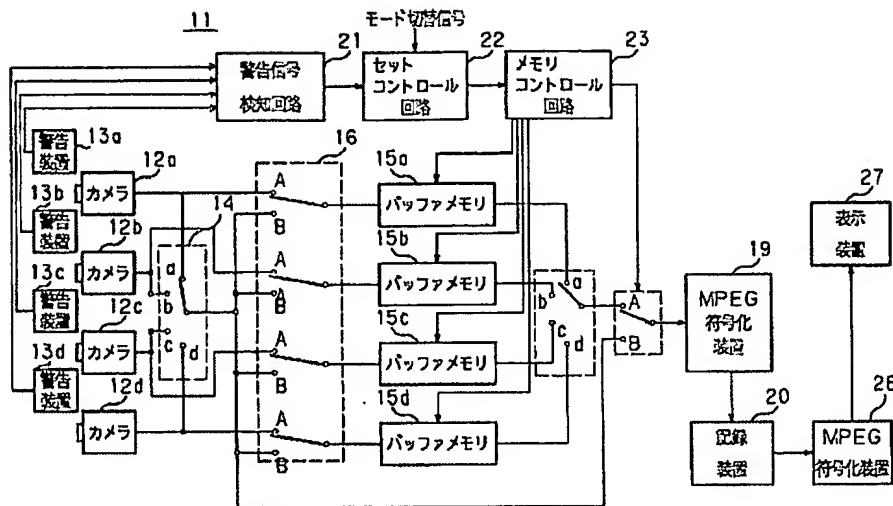 11
モード切替信号
21
22
23
警告信号
検知回路
セット
コントロール
回路
メモリ
コントロール
回路
13a
警告
装置
12a
カメラ
13b
警告
装置
12b
カメラ
13c
警告
装置
12c
カメラ
13d
警告
装置
12d
カメラ
14
a
b
c
d
16
A
B
A
B
A
B
A
B
15a
バッファメモリ
15b
バッファメモリ
15c
バッファメモリ
15d
バッファメモリ
a
b
c
d
A
B
19
MPEG
符号化
装置
20
記録
装置
27
表示
装置
28
MPEG
符号化装置